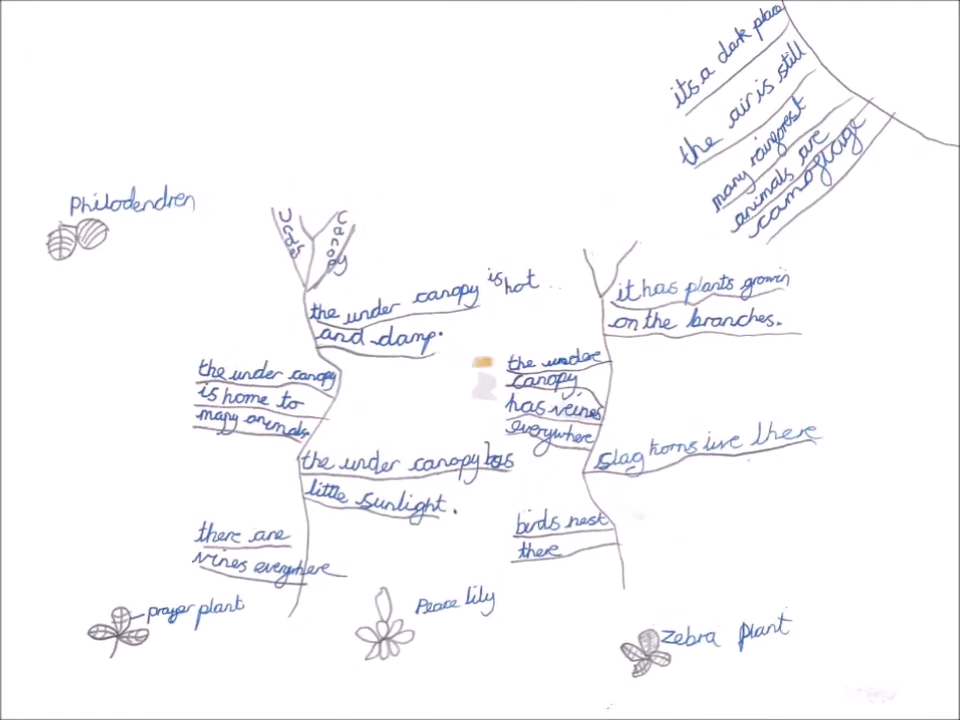 its a dark place
the air is still
many rainforest
animals are
camoflage
Philodendren
Under
Canopy
the under canopy is hot
and damp.
the under canopy
is home to
many animals
the under canopy has
little sunlight.
there are
vines everywhere
it has plants growin
on the branches.
the under
canopy
has veines
everywhere
slag horns live there
birds nest
there
prayer plant
Peace lily
Zebra plant